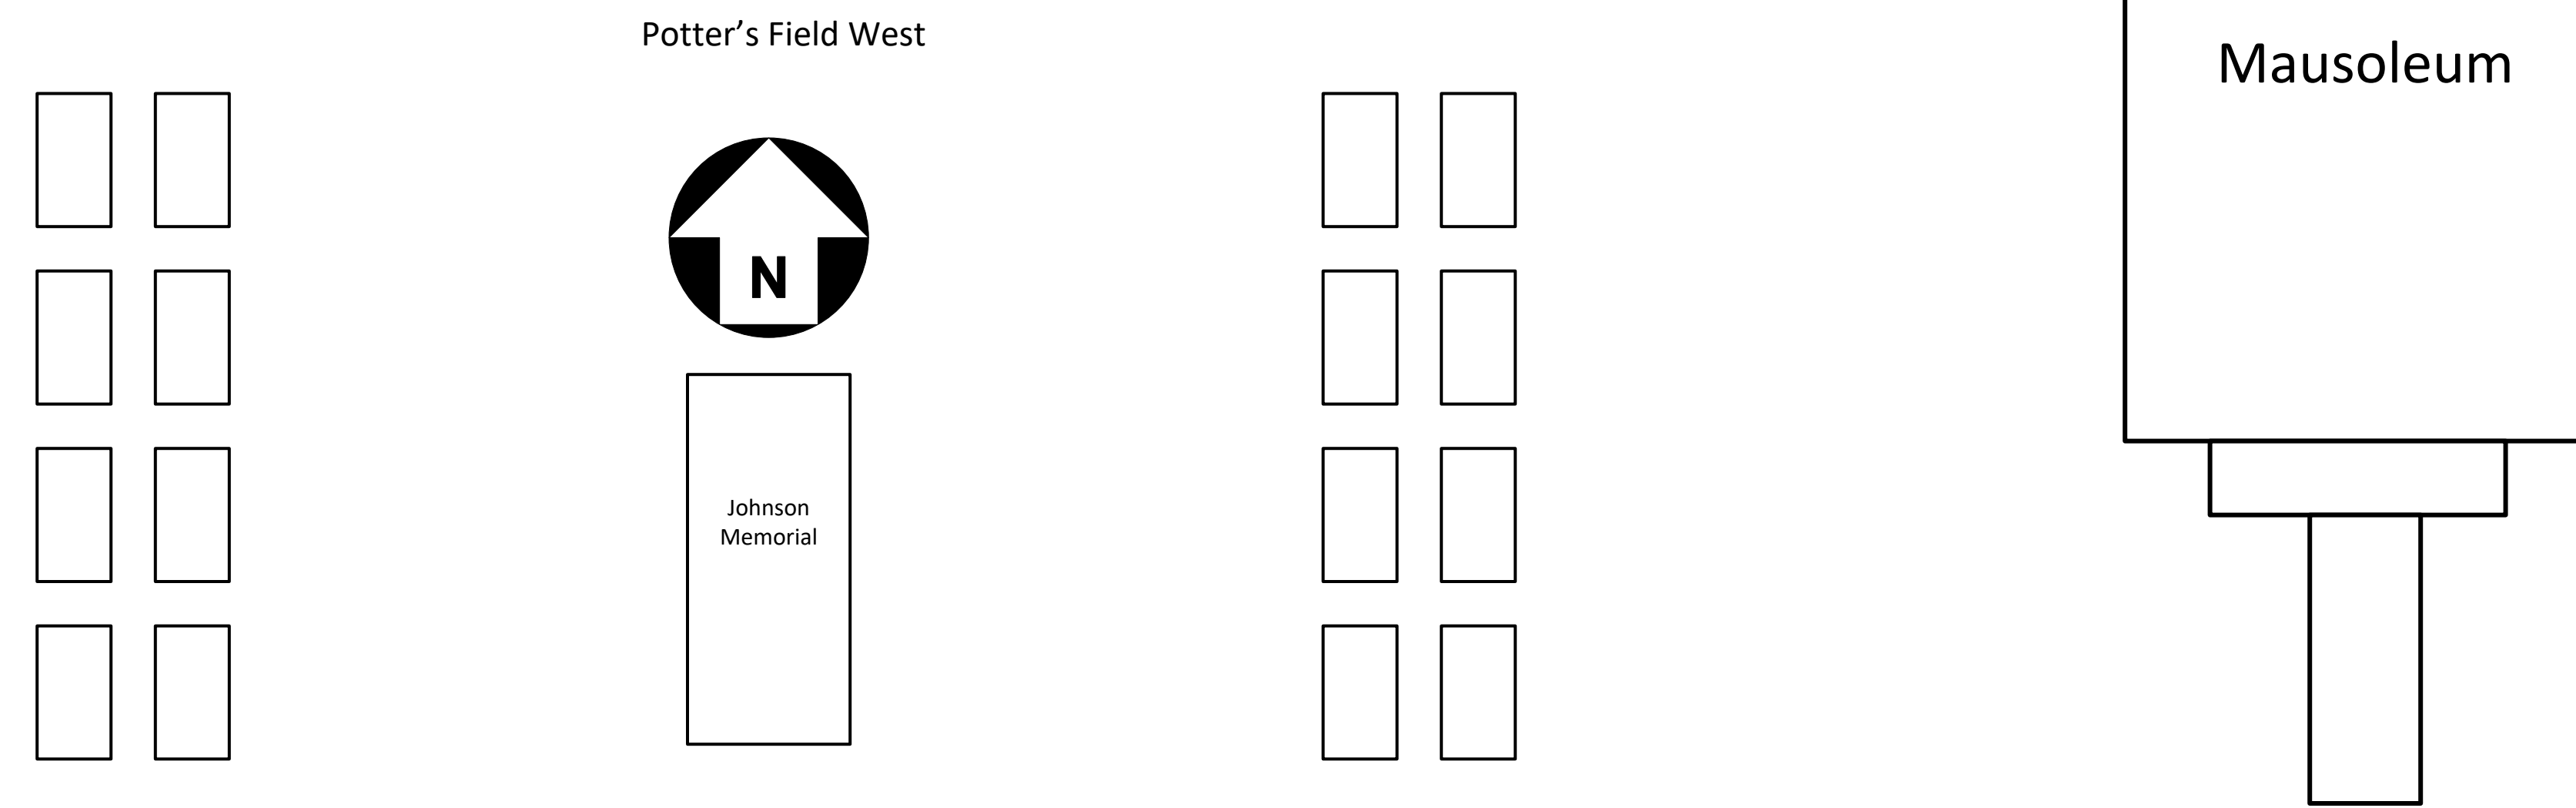 Potter’s Field West
Mausoleum
N
Johnson
Memorial